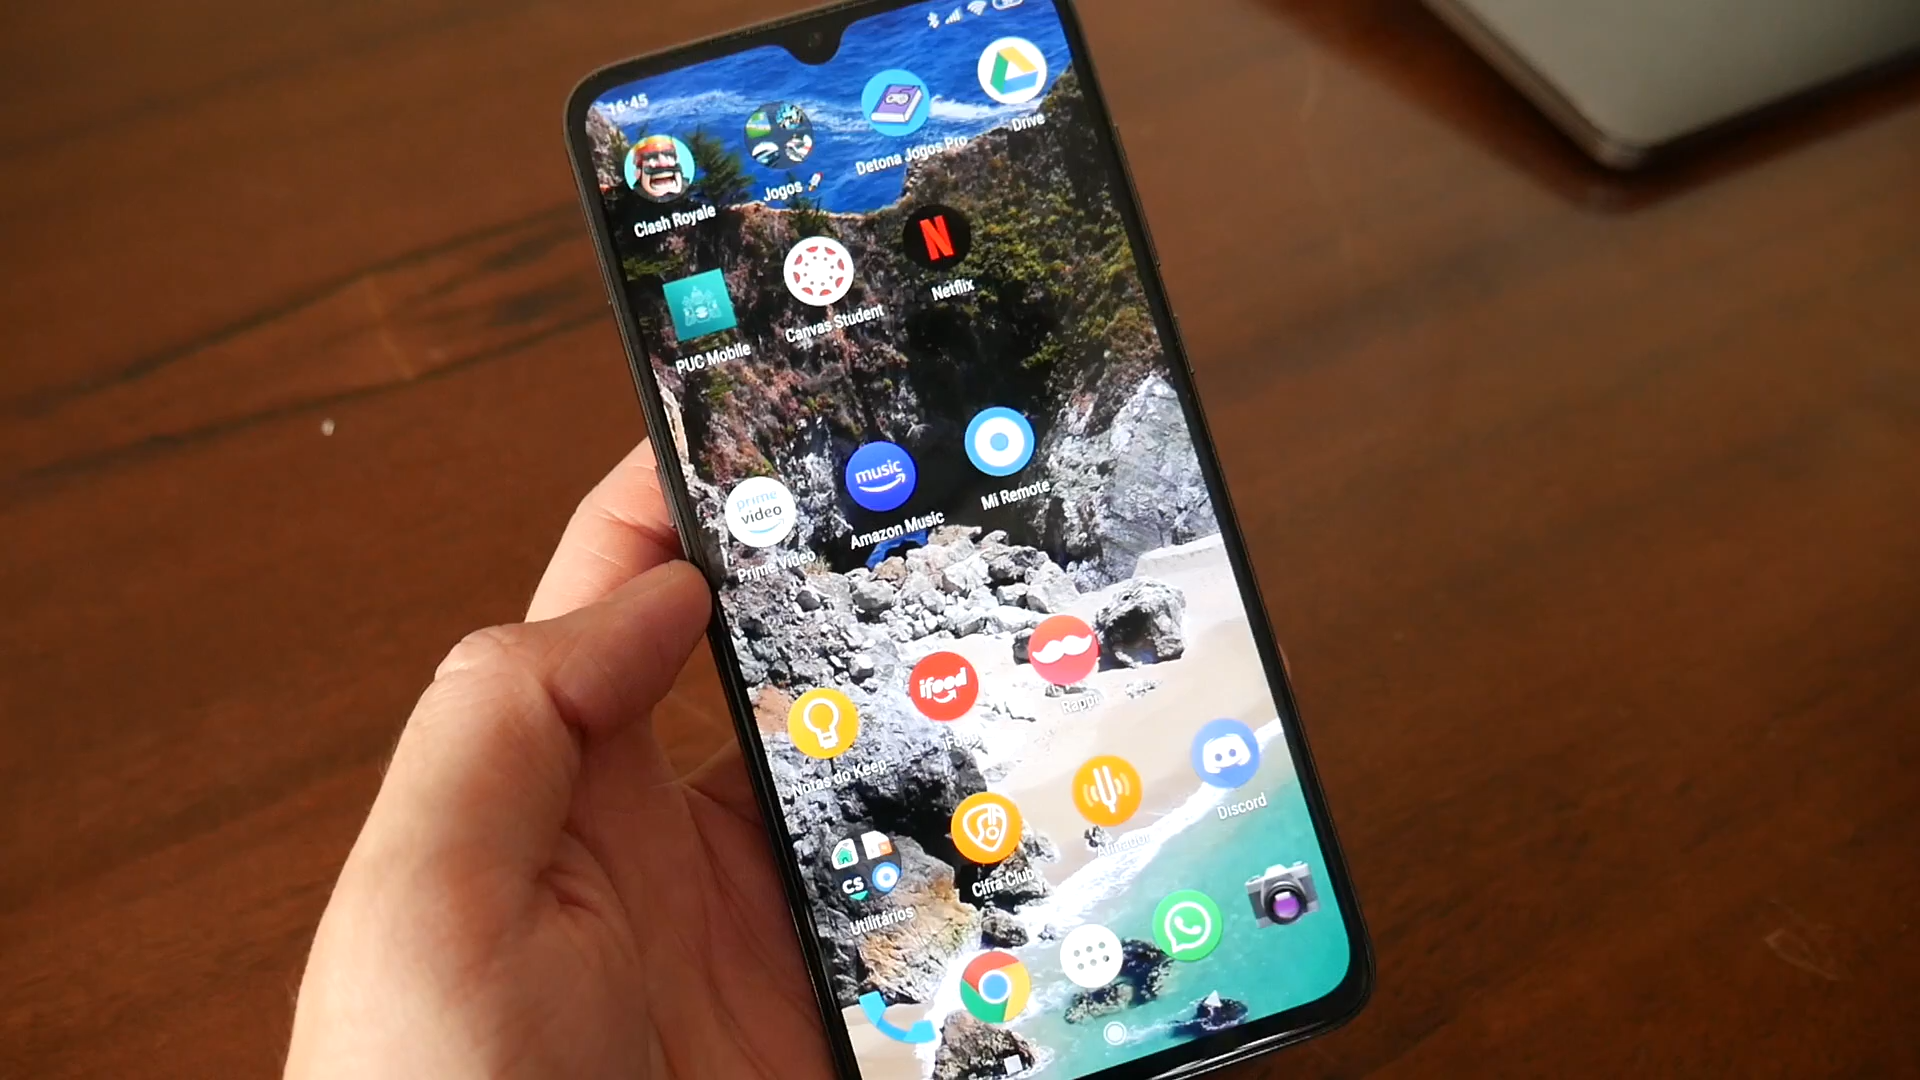 16:45
Clash Royale
Jogos 🚀
Detona Jogos Pro
Drive
PUC Mobile
Canvas Student
N
Netflix
prime
video
Prime Video
music
Amazon Music
Mi Remote
Notas do Keep
ifood
iFood
Rappi
CS
Utilitários
Cifra Club
Afinador
Discord